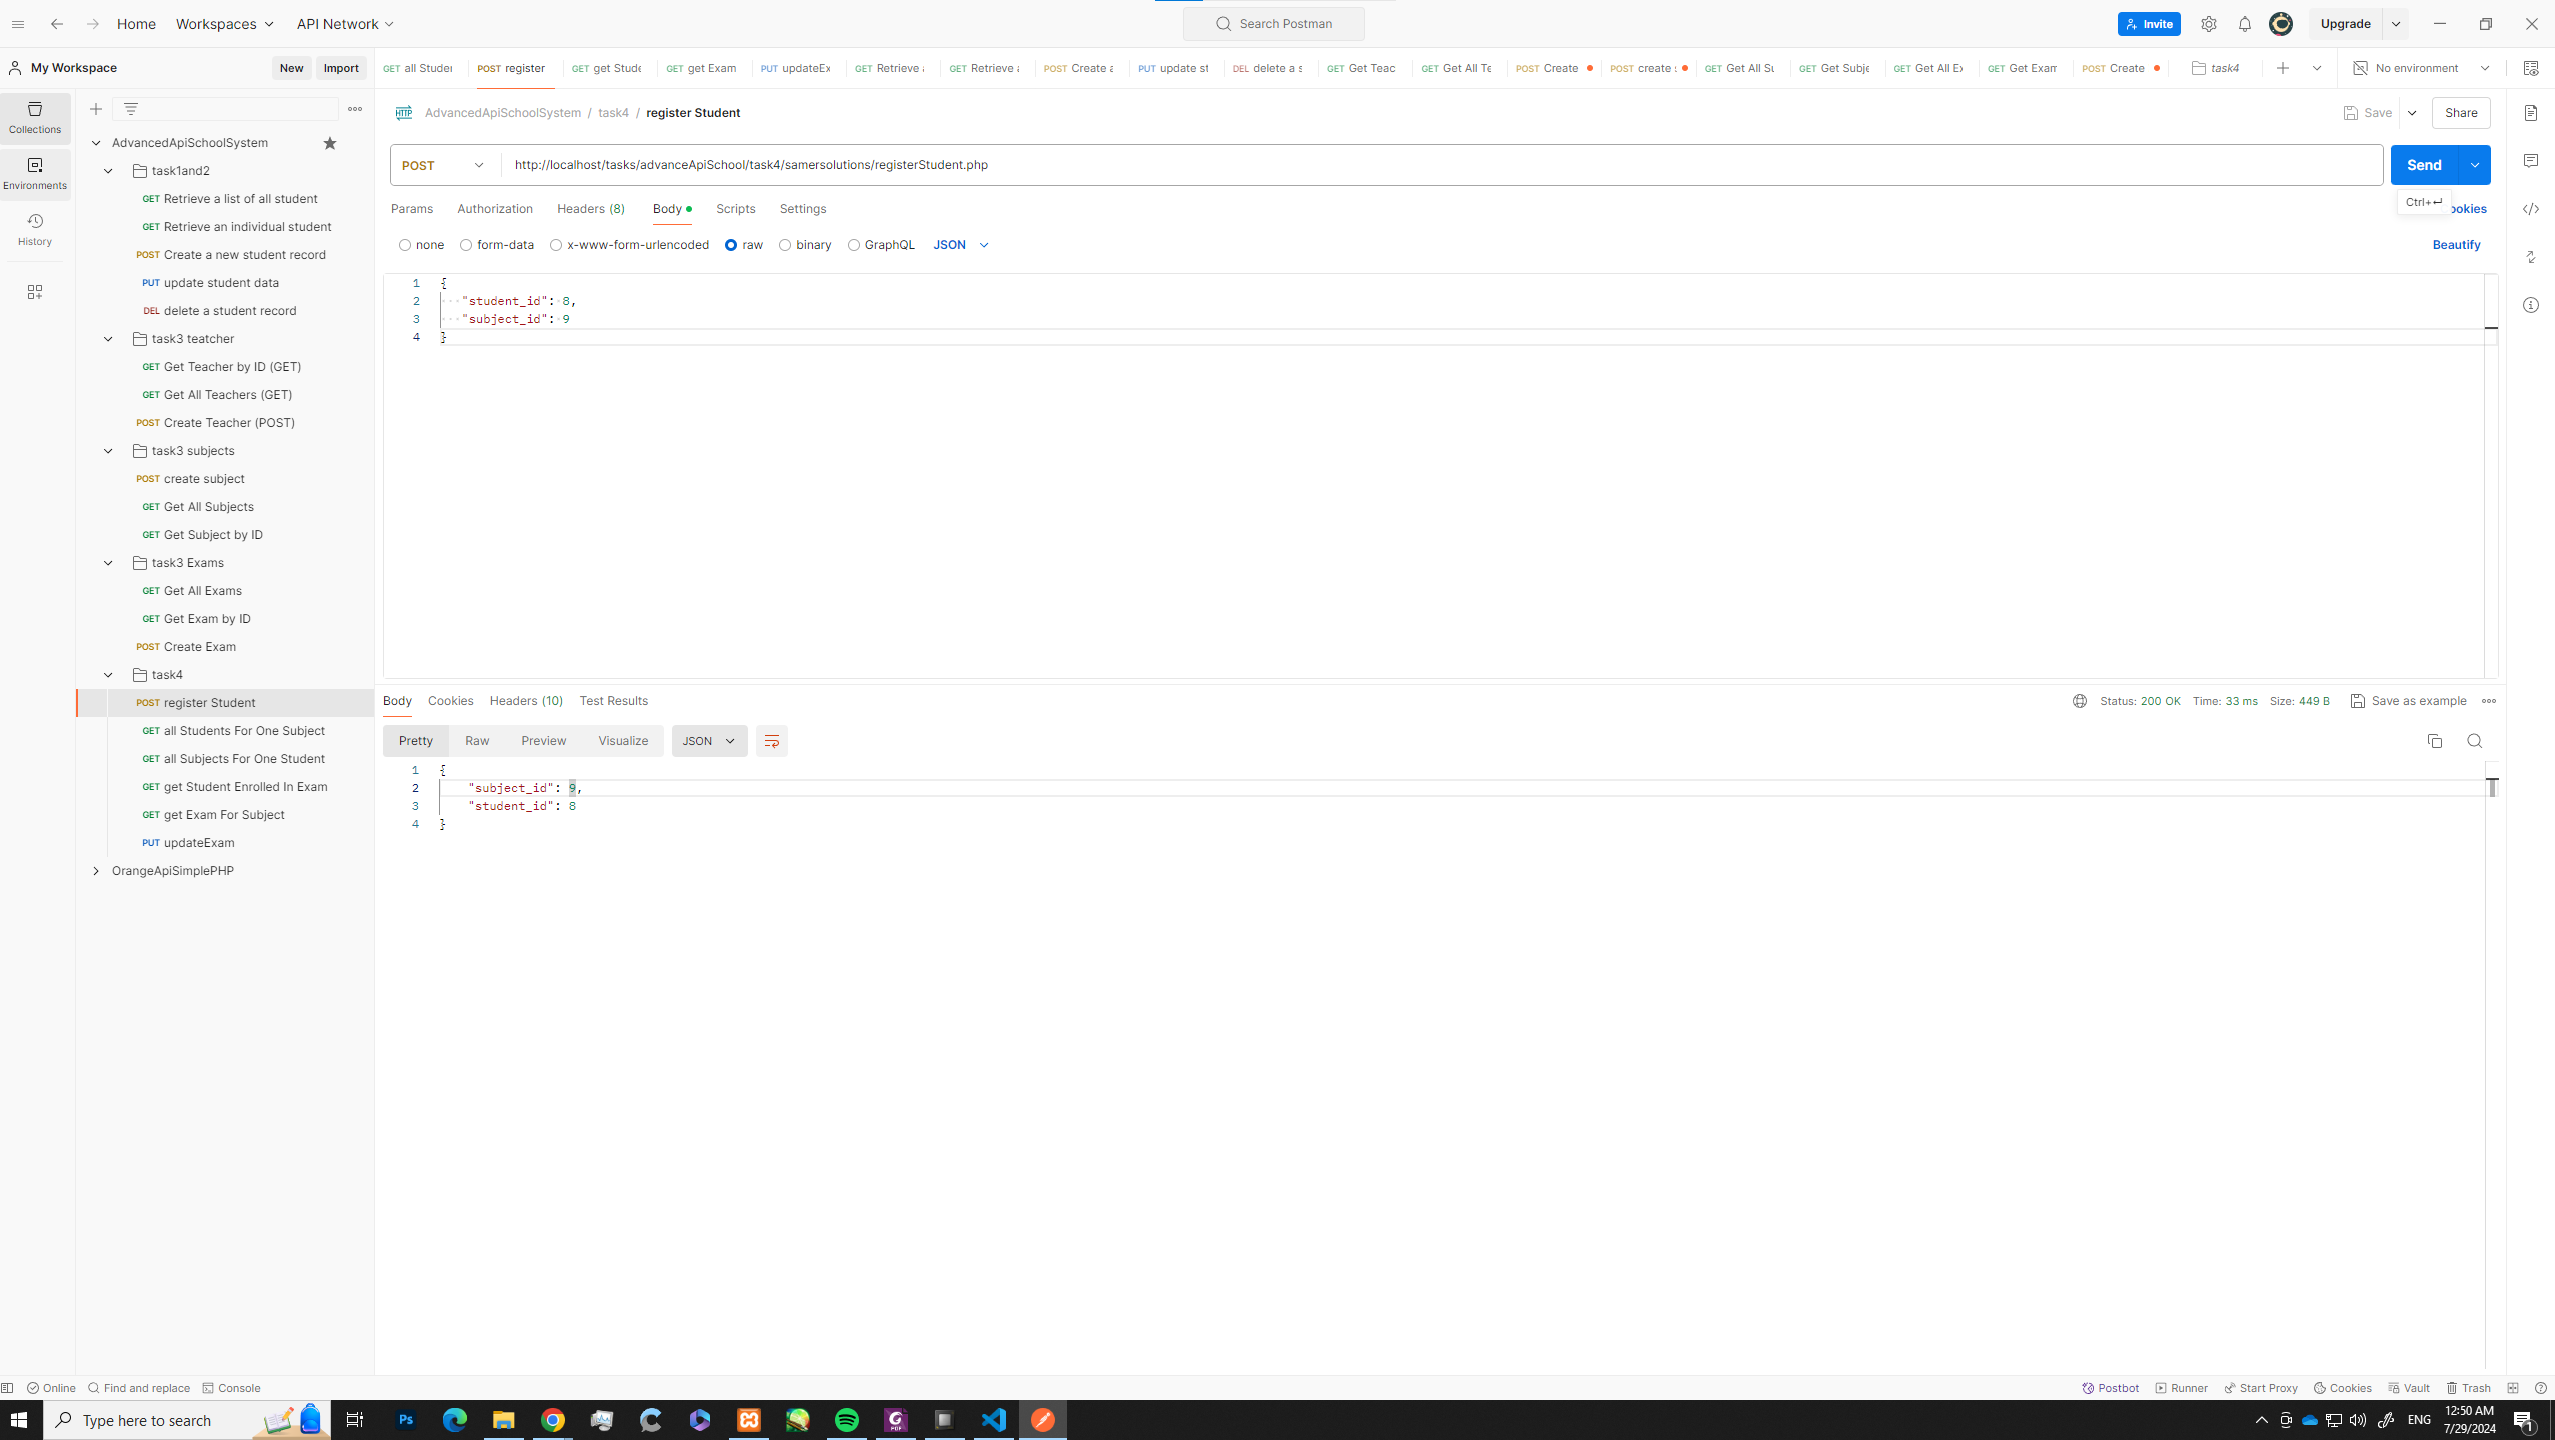 Home Workspaces API Network Search Postman Invite Upgrade
My Workspace New Import
GET all Studen POST register GET get Stude GET get Exam PUT updateEx GET Retrieve GET Retrieve POST Create a PUT update st DEL delete a s GET Get Teac GET Get All Te POST Create POST create GET Get All Su GET Get Subje GET Get All Ex GET Get Exam POST Create task4 No environment
Collections
Environments
History
AdvancedApiSchoolSystem
task1and2
GET Retrieve a list of all student
GET Retrieve an individual student
POST Create a new student record
PUT update student data
DEL delete a student record
task3 teatcher
GET Get Teacher by ID (GET)
GET Get All Teachers (GET)
POST Create Teacher (POST)
task3 subjects
POST create subject
GET Get All Subjects
GET Get Subject by ID
task3 Exams
GET Get All Exams
GET Get Exam by ID
POST Create Exam
task4
POST register Student
GET all Students For One Subject
GET all Subjects For One Student
GET get Student Enrolled In Exam
GET get Exam For Subject
PUT updateExam
OrangeApiSimplePHP
HTTP AdvancedApiSchoolSystem / task4 / register Student Save Share
POST http://localhost/tasks/advanceApiSchool/task4/samersolutions/registerStudent.php Send
Params Authorization Headers (8) Body Scripts Settings Ctrl+↵ ookies
none form-data x-www-form-urlencoded raw binary GraphQL JSON Beautify
1 {
2 "student_id": 8,
3 "subject_id": 9
4 }
Body Cookies Headers (10) Test Results Status: 200 OK Time: 33 ms Size: 449 B Save as example
Pretty Raw Preview Visualize JSON
1 {
2 "subject_id": 9,
3 "student_id": 8
4 }
Online Find and replace Console Postbot Runner Start Proxy Cookies Vault Trash
Type here to search Ps PDF ENG 12:50 AM
7/29/2024 1